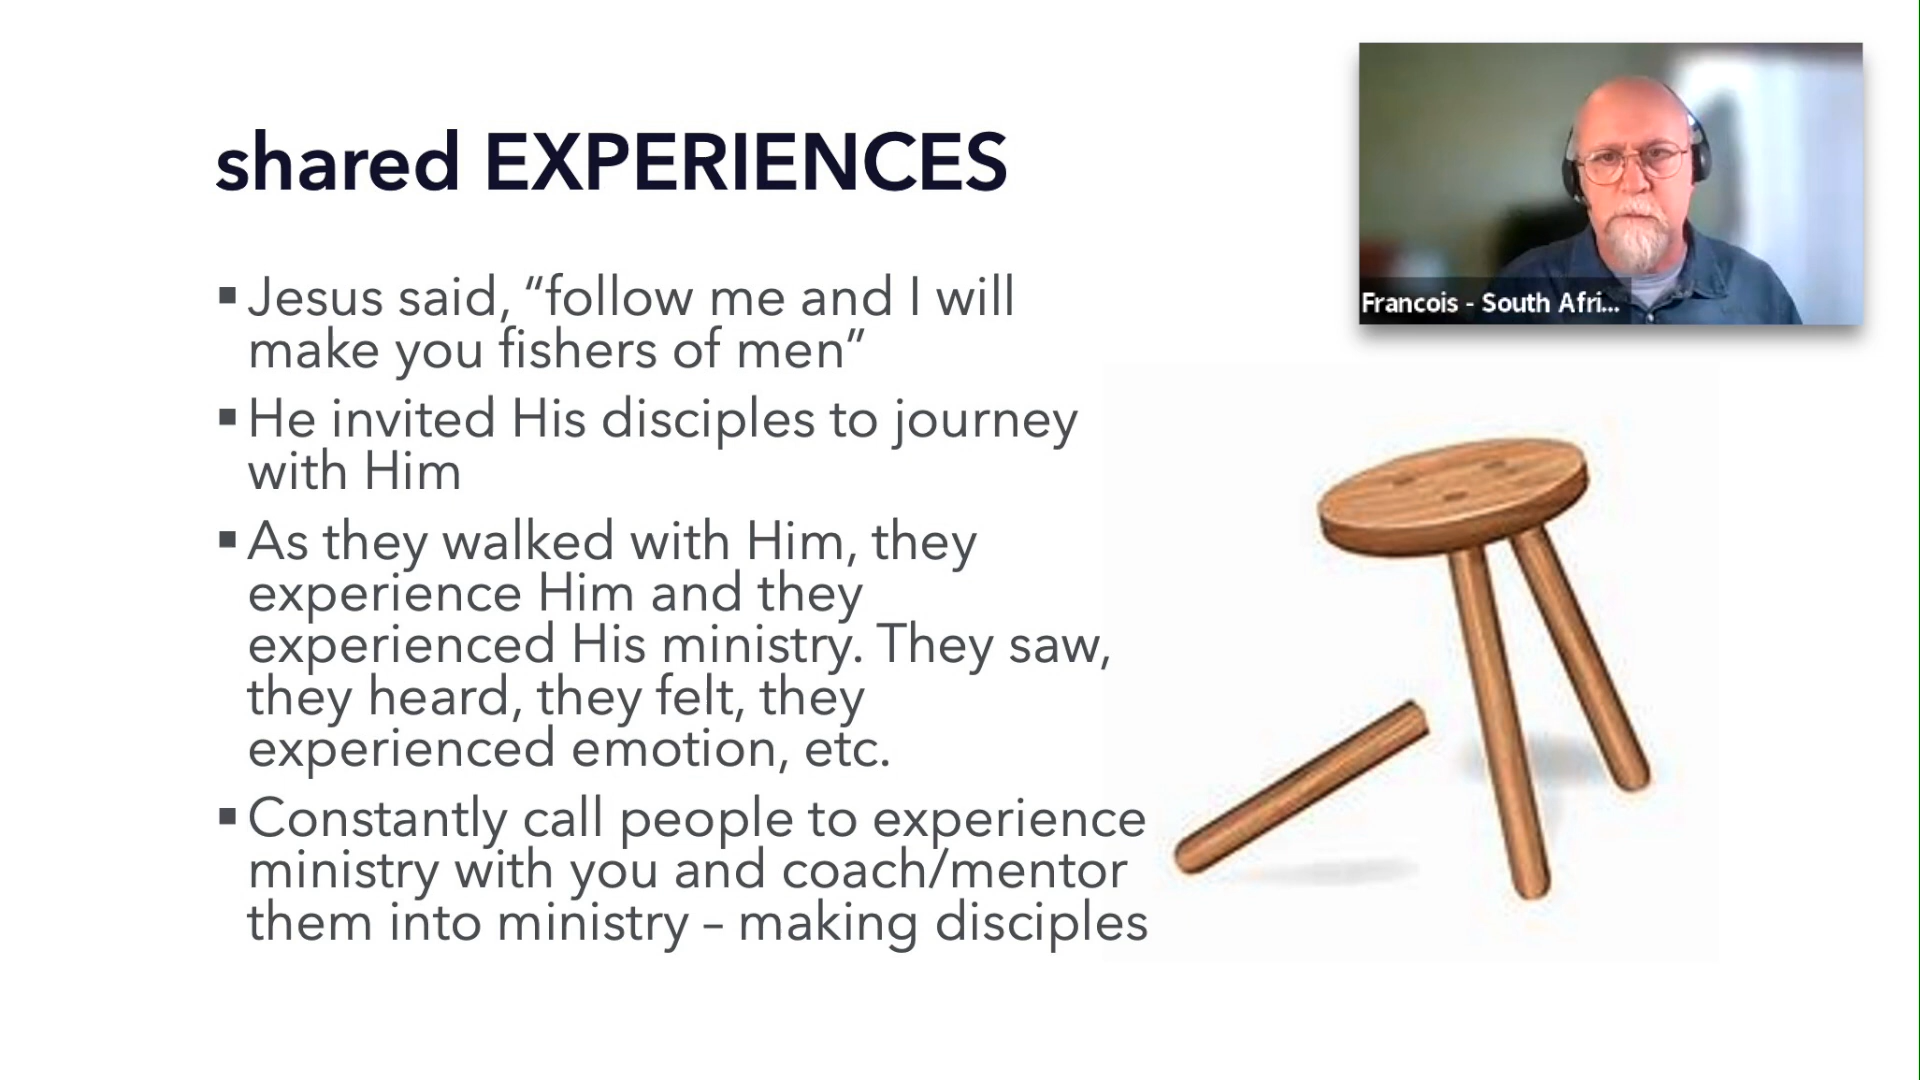 shared EXPERIENCES
▪ Jesus said, “follow me and I will
make you fishers of men”
▪ He invited His disciples to journey
with Him
▪ As they walked with Him, they
experience Him and they
experienced His ministry. They saw,
they heard, they felt, they
experienced emotion, etc.
▪ Constantly call people to experience
ministry with you and coach/mentor
them into ministry – making disciples
Francois - South Afri...